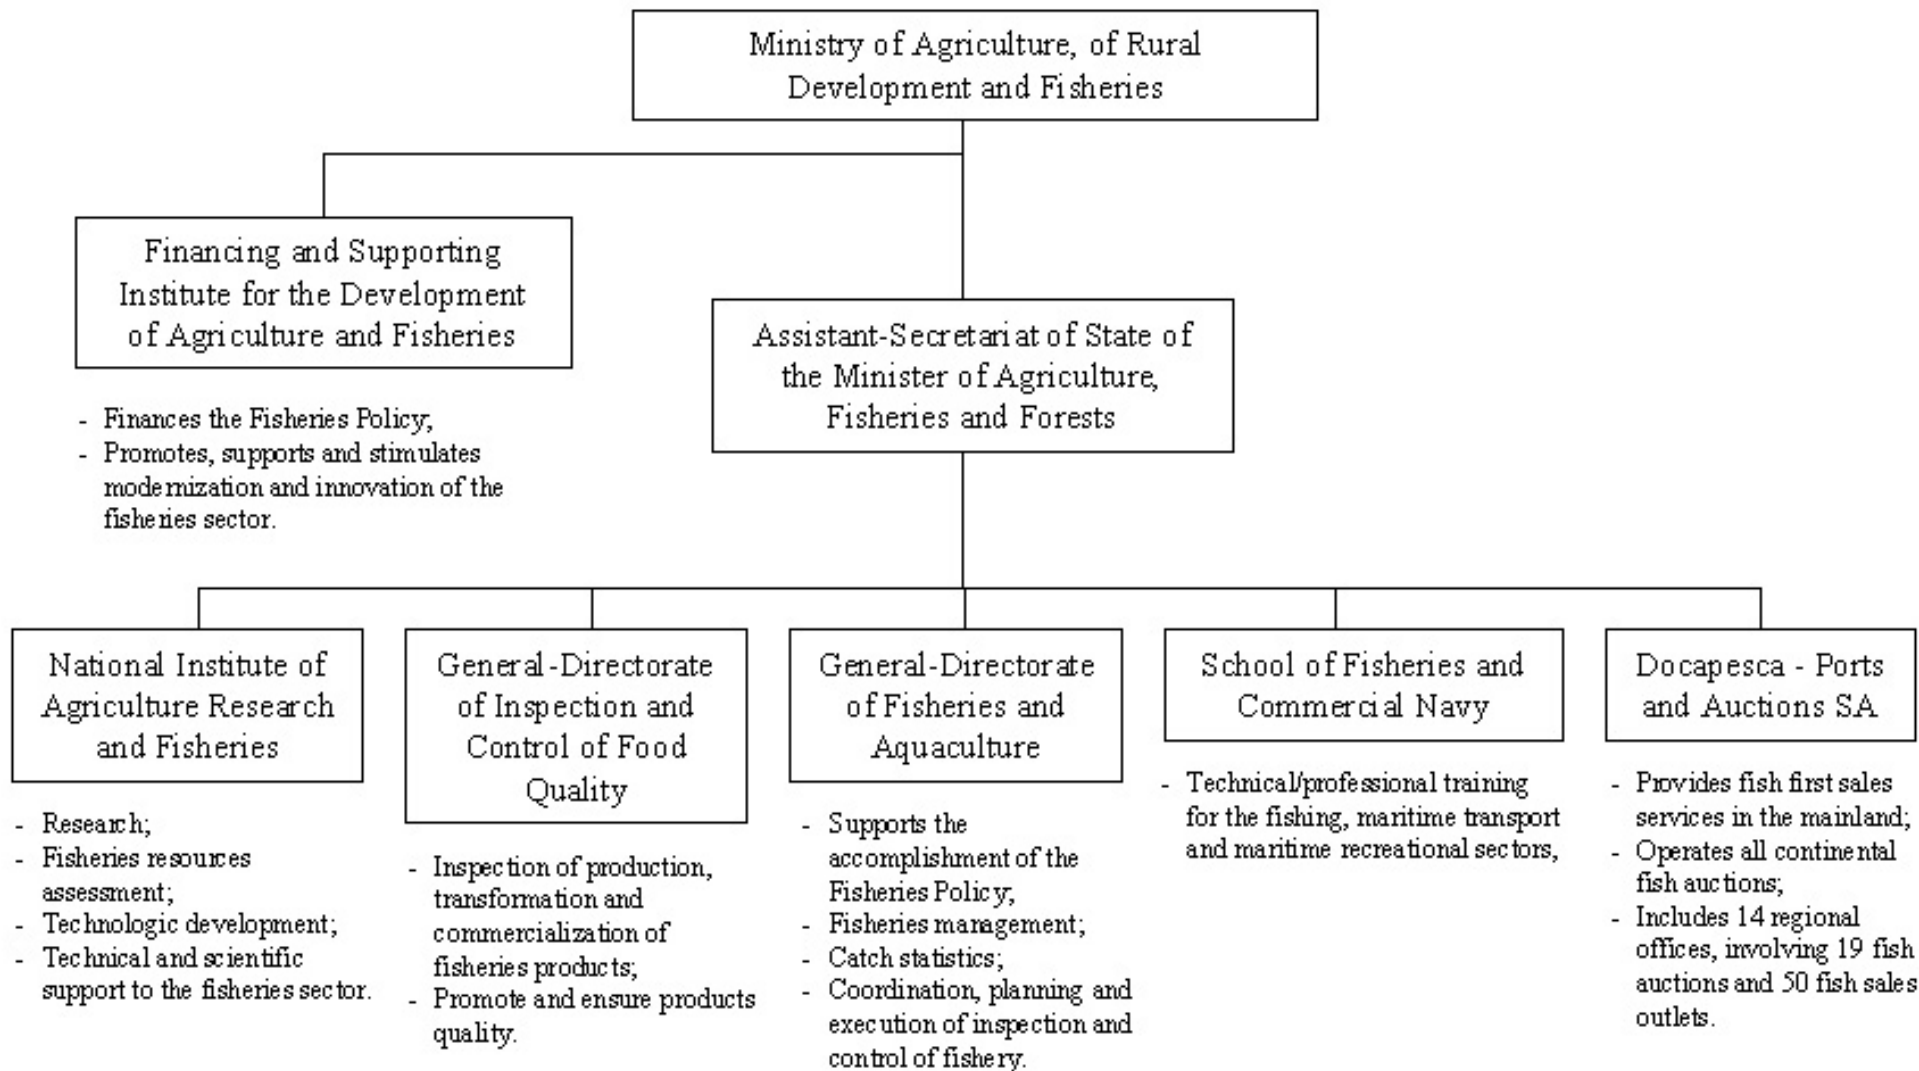 Ministry of Agriculture, of Rural
Development and Fisheries
Financing and Supporting
Institute for the Development
of Agriculture and Fisheries
- Finances the Fisheries Policy;
- Promotes, supports and stimulates
modernization and innovation of the
fisheries sector.
Assistant-Secretariat of State of
the Minister of Agriculture,
Fisheries and Forests
National Institute of
Agriculture Research
and Fisheries
- Research;
- Fisheries resources
assessment;
- Technologic development;
- Technical and scientific
support to the fisheries sector.
General-Directorate
of Inspection and
Control of Food
Quality
- Inspection of production,
transformation and
commercialization of
fisheries products;
- Promote and ensure products
quality.
General-Directorate
of Fisheries and
Aquaculture
- Supports the
accomplishment of the
Fisheries Policy;
- Fisheries management;
- Catch statistics;
- Coordination, planning and
execution of inspection and
control of fishery.
School of Fisheries and
Commercial Navy
- Technical/professional training
for the fishing, maritime transport
and maritime recreational sectors,
Docapesca - Ports
and Auctions SA
- Provides fish first sales
services in the mainland;
- Operates all continental
fish auctions;
- Includes 14 regional
offices, involving 19 fish
auctions and 50 fish sales
outlets.